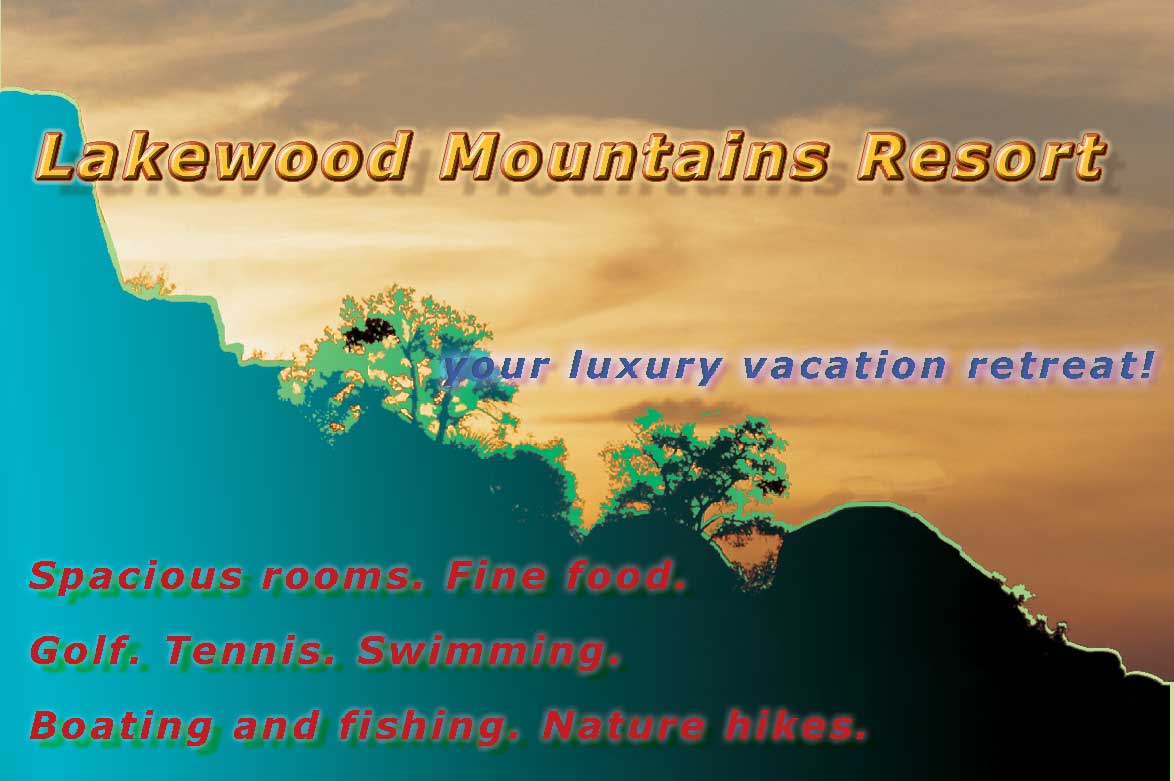 Lakewood Mountains Resort
your luxury vacation retreat!
Spacious rooms. Fine food.
Golf. Tennis. Swimming.
Boating and fishing. Nature hikes.